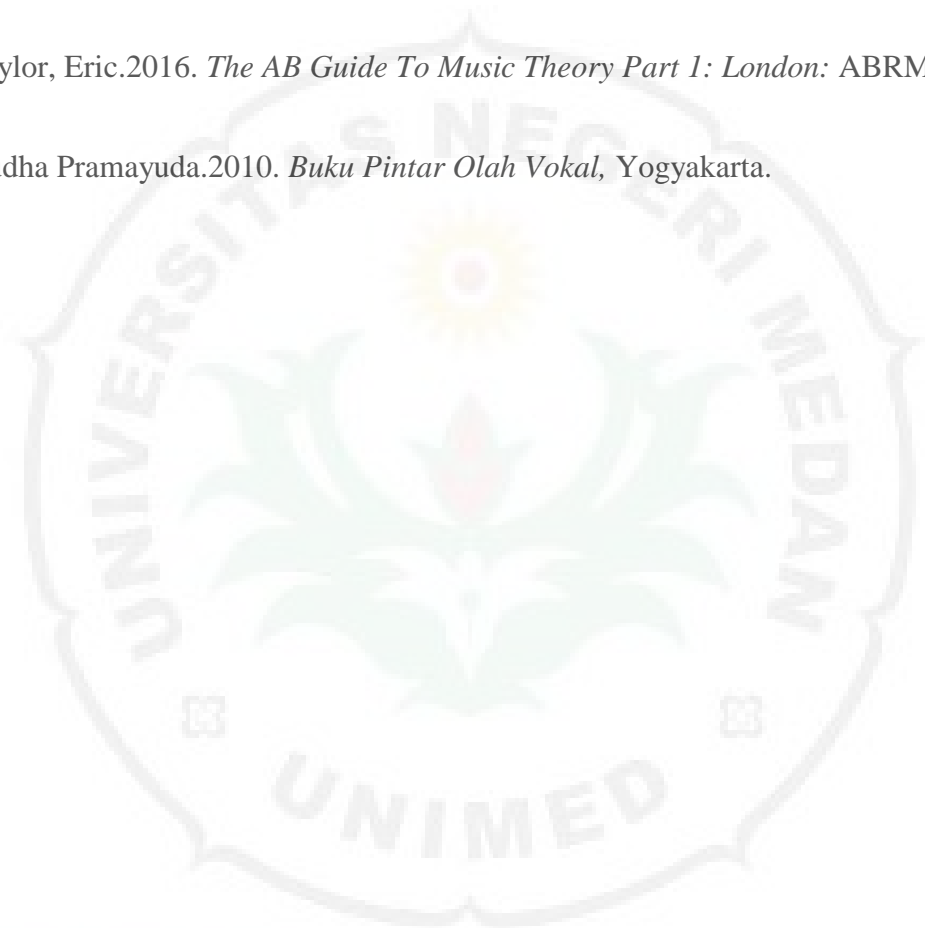 ylor, Eric.2016. The AB Guide To Music Theory Part 1: London: ABRM
dha Pramayuda.2010. Buku Pintar Olah Vokal, Yogyakarta.
UNIVERSITAS NEGERI MEDAN
UNIMED